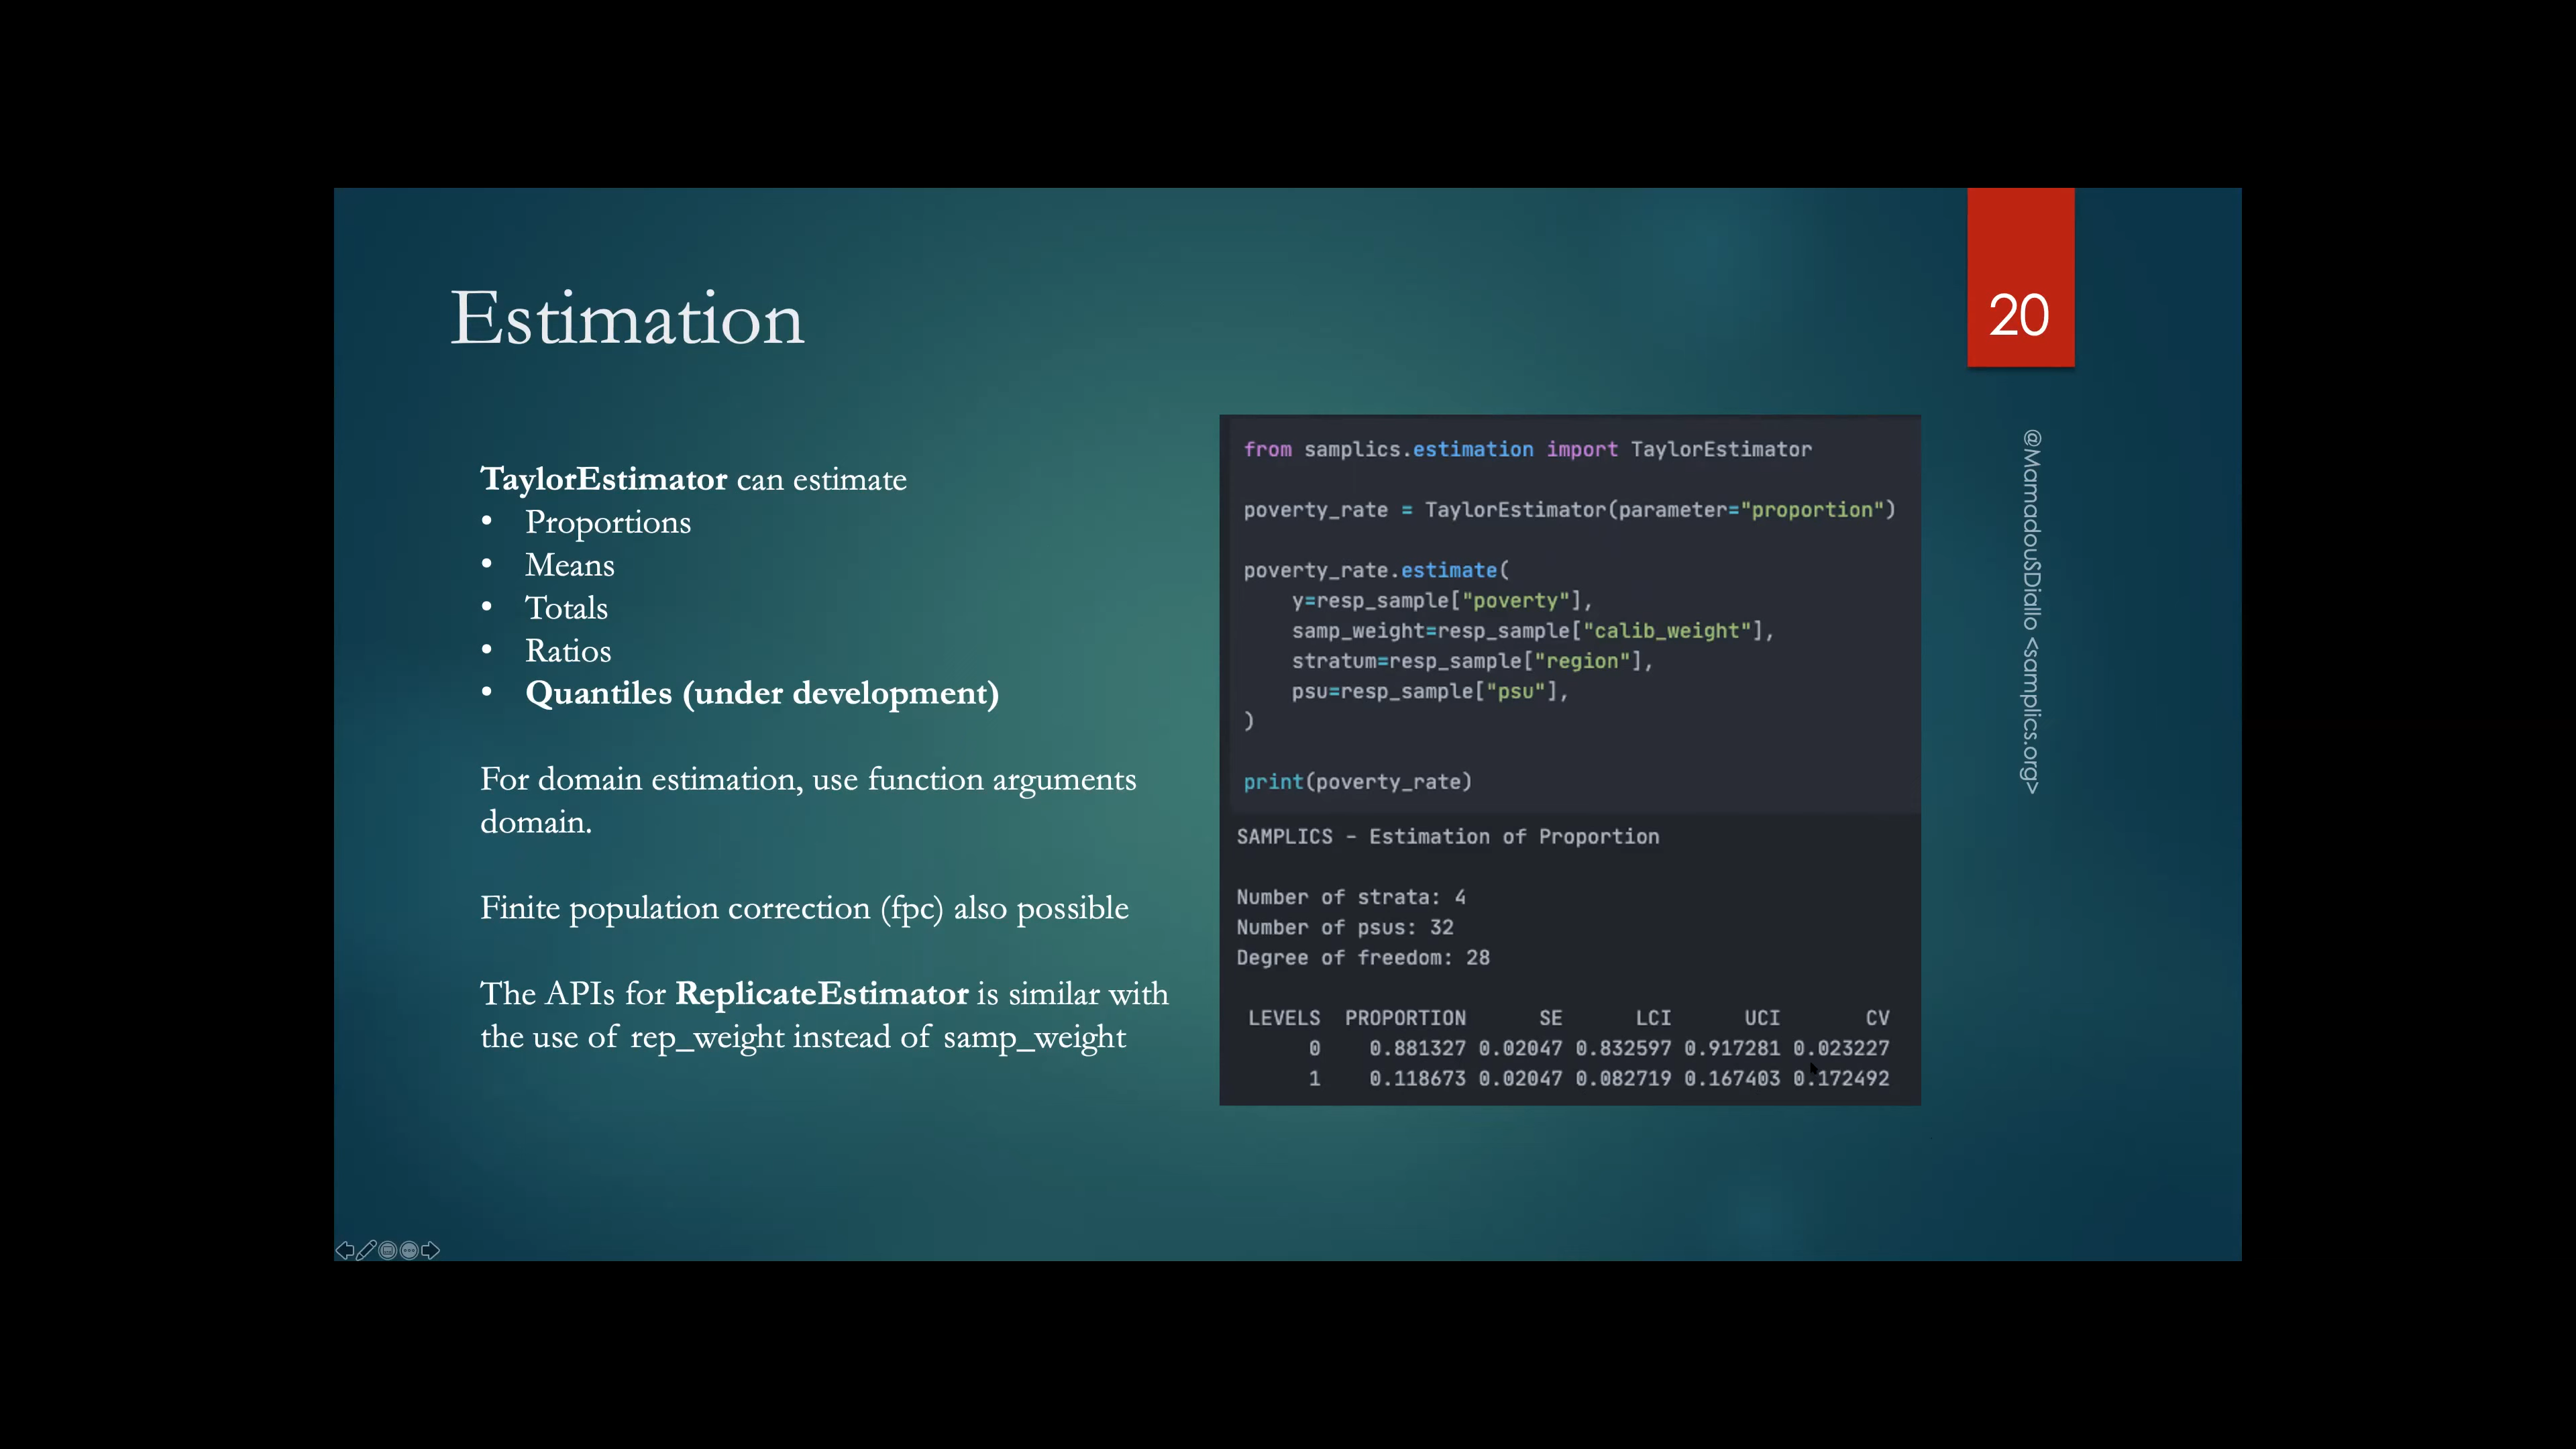 Estimation
20
TaylorEstimator can estimate
• Proportions
• Means
• Totals
• Ratios
• Quantiles (under development)
For domain estimation, use function arguments
domain.
Finite population correction (fpc) also possible
The APIs for ReplicateEstimator is similar with
the use of rep_weight instead of samp_weight
from samplics.estimation import TaylorEstimator
poverty_rate = TaylorEstimator(parameter="proportion")
poverty_rate.estimate(
    y=resp_sample["poverty"],
    samp_weight=resp_sample["calib_weight"],
    stratum=resp_sample["region"],
    psu=resp_sample["psu"],
)
print(poverty_rate)
SAMPLICS - Estimation of Proportion
Number of strata: 4
Number of psus: 32
Degree of freedom: 28
LEVELS PROPORTION SE LCI UCI CV
0 0.881327 0.02047 0.832597 0.917281 0.023227
1 0.118673 0.02047 0.082719 0.167403 0.172492
@MamadouSDiallo <samplics.org>